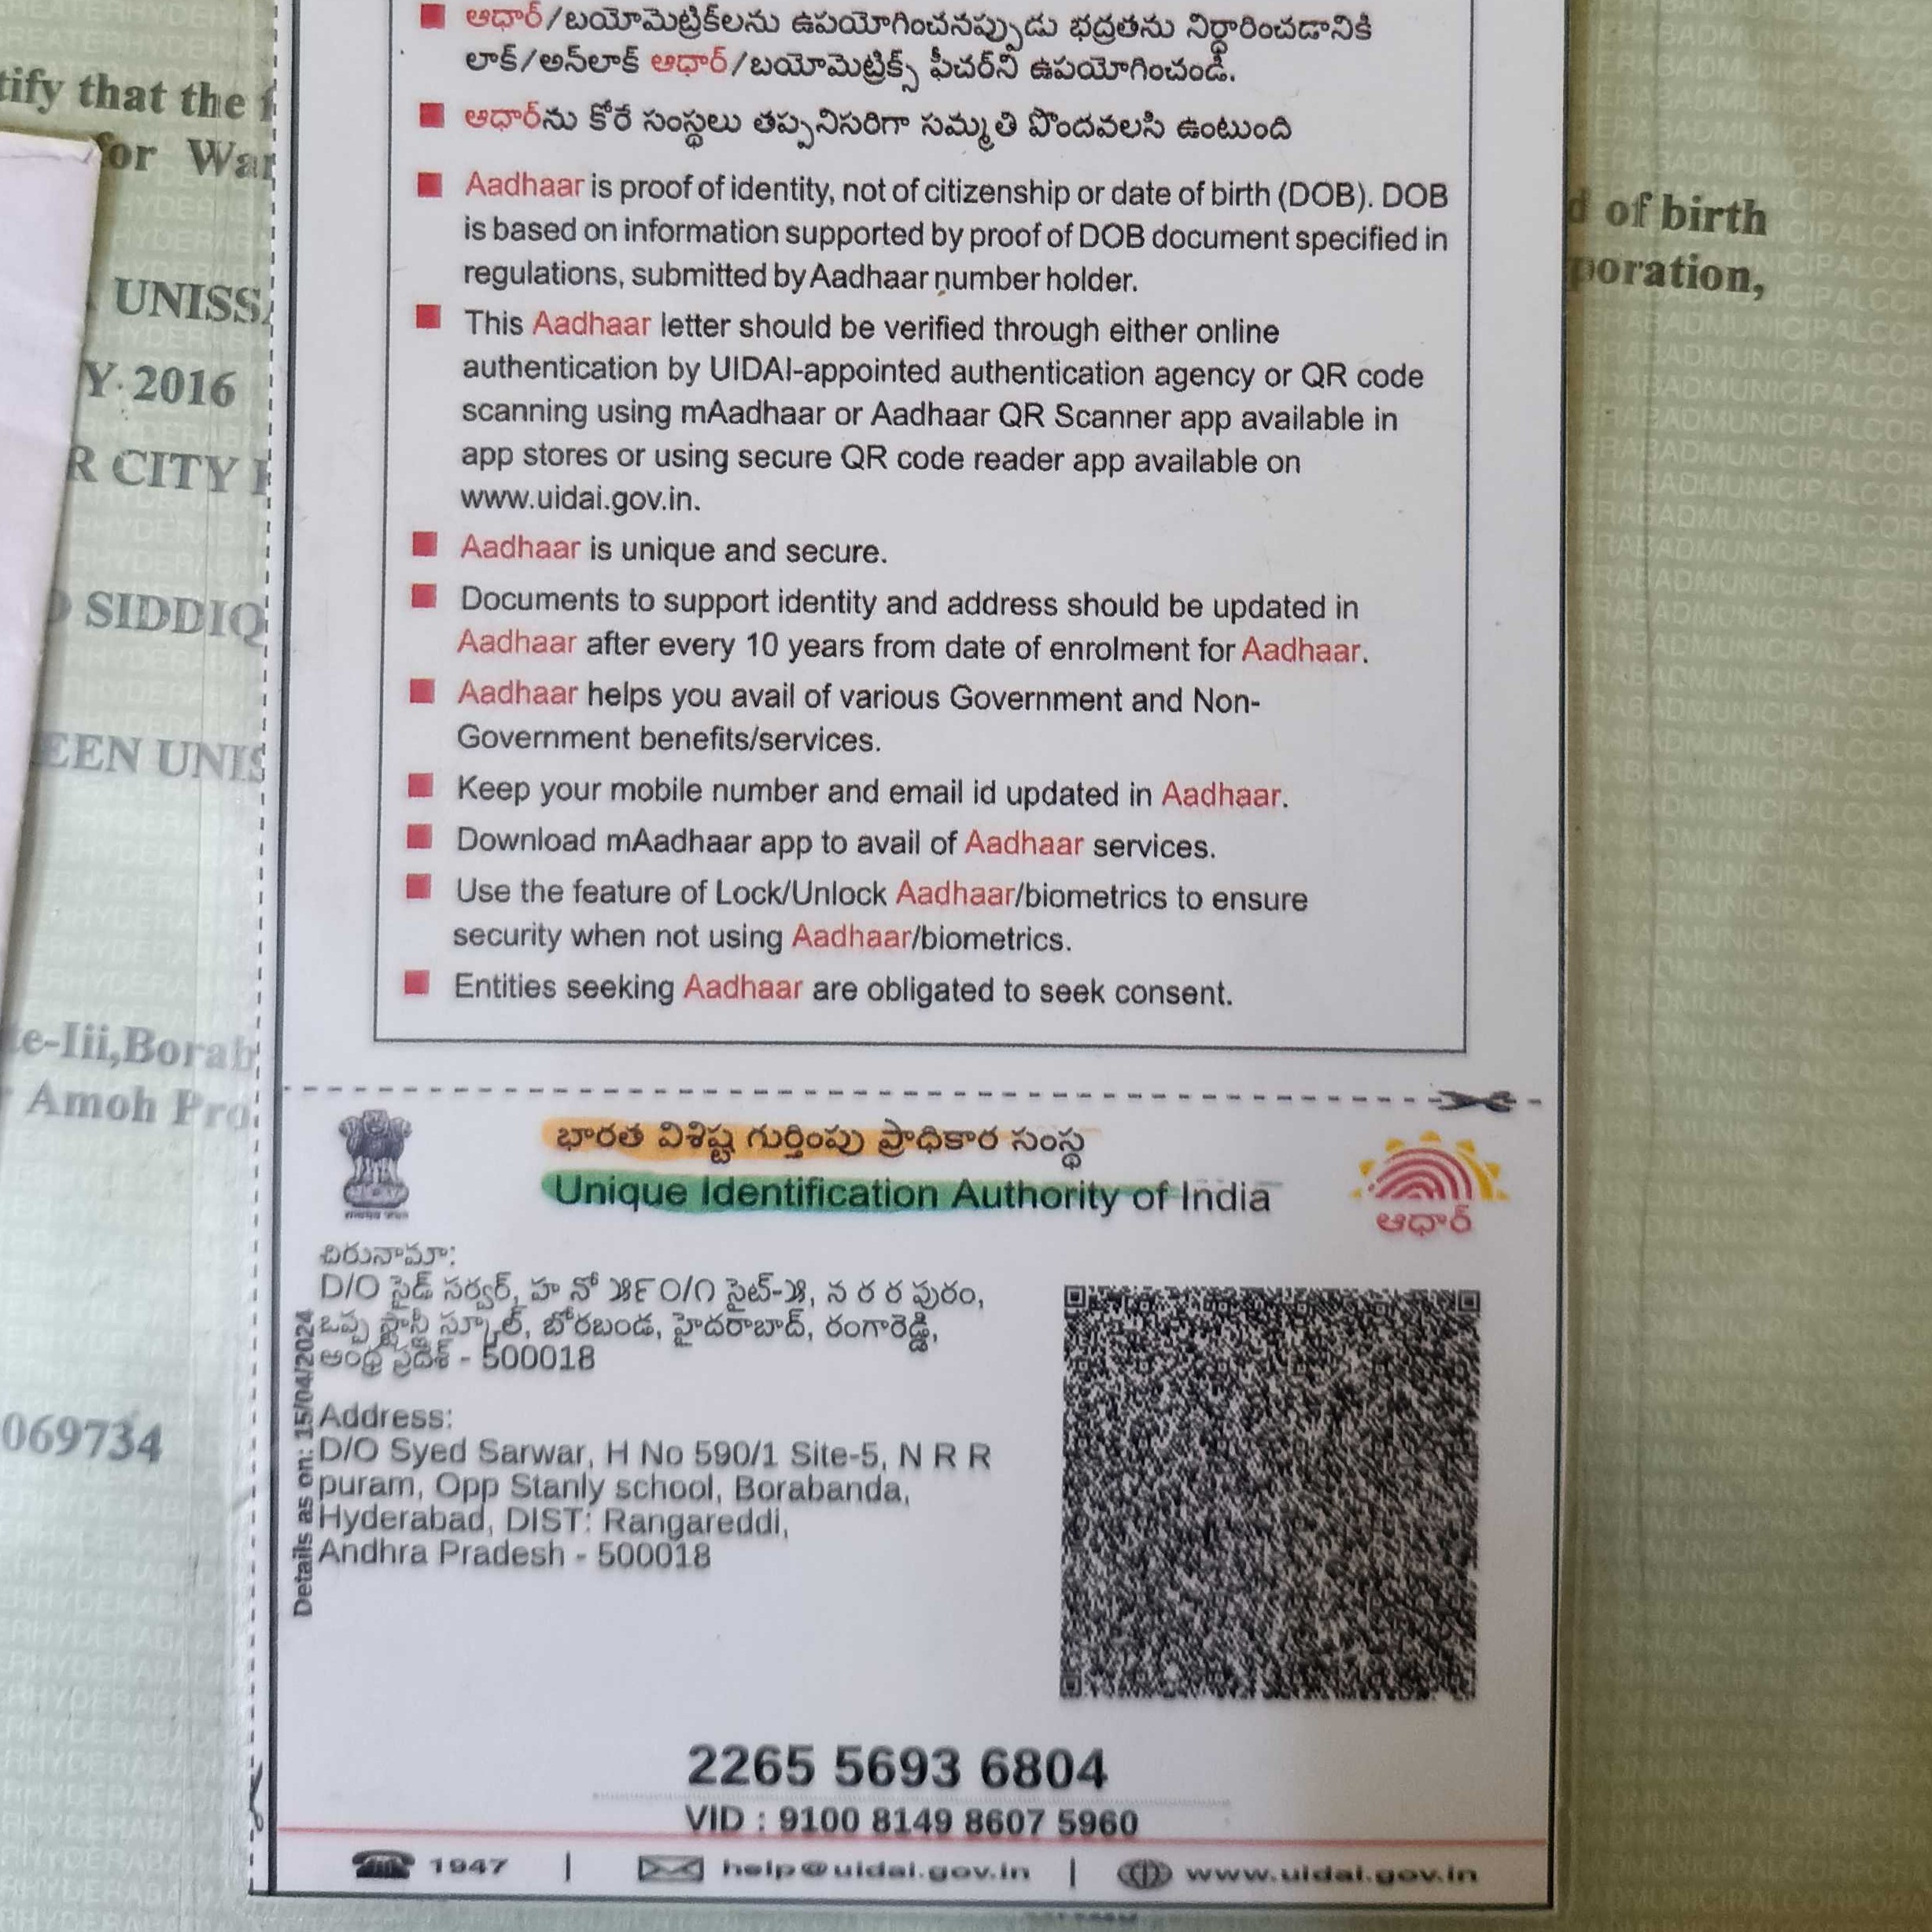 ఆధార్/బయోమెట్రిక్‌లను ఉపయోగించనప్పుడు భద్రతను నిర్ధారించడానికి
లాక్/అన్‌లాక్ ఆధార్/బయోమెట్రిక్స్ ఫీచర్‌ని ఉపయోగించండి.
ఆధార్‌ను కోరే సంస్థలు తప్పనిసరిగా సమ్మతి పొందవలసి ఉంటుంది
Aadhaar is proof of identity, not of citizenship or date of birth (DOB). DOB
is based on information supported by proof of DOB document specified in
regulations, submitted by Aadhaar number holder.
This Aadhaar letter should be verified through either online
authentication by UIDAI-appointed authentication agency or QR code
scanning using mAadhaar or Aadhaar QR Scanner app available in
app stores or using secure QR code reader app available on
www.uidai.gov.in.
Aadhaar is unique and secure.
Documents to support identity and address should be updated in
Aadhaar after every 10 years from date of enrolment for Aadhaar.
Aadhaar helps you avail of various Government and Non-
Government benefits/services.
Keep your mobile number and email id updated in Aadhaar.
Download mAadhaar app to avail of Aadhaar services.
Use the feature of Lock/Unlock Aadhaar/biometrics to ensure
security when not using Aadhaar/biometrics.
Entities seeking Aadhaar are obligated to seek consent.
భారత విశిష్ట గుర్తింపు ప్రాధికార సంస్థ
Unique Identification Authority of India
ఆధార్
చిరునామా:
D/O సైడ్ సర్వర్, హ నో ౫౯౦/౧ సైట్-౫, న ర ర పురం,
ఒప్ప స్టాన్లీ స్కూల్, బోరబండ, హైదరాబాద్, రంగారెడ్డి,
ఆంధ్ర ప్రదేశ్ - 500018
Address:
D/O Syed Sarwar, H No 590/1 Site-5, N R R
puram, Opp Stanly school, Borabanda,
Hyderabad, DIST: Rangareddi,
Andhra Pradesh - 500018
Details as on: 15/04/2024
2265 5693 6804
VID : 9100 8149 8607 5960
1947 | help@uidai.gov.in | www.uidai.gov.in
tify that the
for War
UNISS
Y 2016
R CITY
SIDDIQ
EEN UNIS
te-Iii,Borab
Amoh Pro
069734
d of birth
poration,